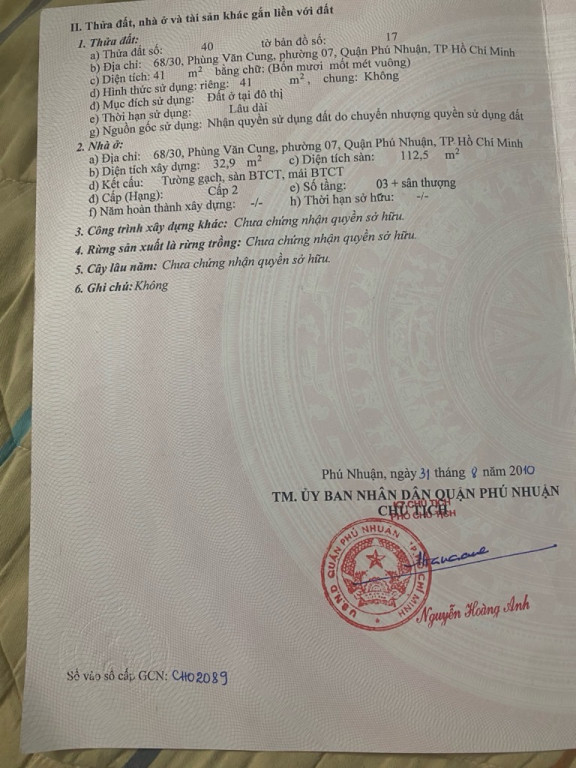 II. Thửa đất, nhà ở và tài sản khác gắn liền với đất
1. Thửa đất:
a) Thửa đất số: 40 tờ bản đồ số: 17
b) Địa chỉ: 68/30, Phùng Văn Cung, phường 07, Quận Phú Nhuận, TP Hồ Chí Minh
c) Diện tích: 41 m² bằng chữ: (Bốn mươi mốt mét vuông)
d) Hình thức sử dụng: riêng: 41 m², chung: Không
đ) Mục đích sử dụng: Đất ở tại đô thị
e) Thời hạn sử dụng: Lâu dài
g) Nguồn gốc sử dụng: Nhận quyền sử dụng đất do chuyển nhượng quyền sử dụng đất
2. Nhà ở:
a) Địa chỉ: 68/30, Phùng Văn Cung, phường 07, Quận Phú Nhuận, TP Hồ Chí Minh
b) Diện tích xây dựng: 32,9 m² c) Diện tích sàn: 112,5 m²
d) Kết cấu: Tường gạch, sàn BTCT, mái BTCT
đ) Cấp (Hạng): Cấp 2 e) Số tầng: 03 + sân thượng
f) Năm hoàn thành xây dựng: -/- h) Thời hạn sở hữu: -/-
3. Công trình xây dựng khác: Chưa chứng nhận quyền sở hữu.
4. Rừng sản xuất là rừng trồng: Chưa chứng nhận quyền sở hữu.
5. Cây lâu năm: Chưa chứng nhận quyền sở hữu.
6. Ghi chú: Không
Phú Nhuận, ngày 31 tháng 8 năm 2010
TM. ỦY BAN NHÂN DÂN QUẬN PHÚ NHUẬN
KT.CHỦ TỊCH
CHỦ TỊCH
PHÓ CHỦ TỊCH
U.B.N.D QUẬN PHÚ NHUẬN
Nguyễn Hoàng Anh
Số vào sổ cấp GCN: CH02089